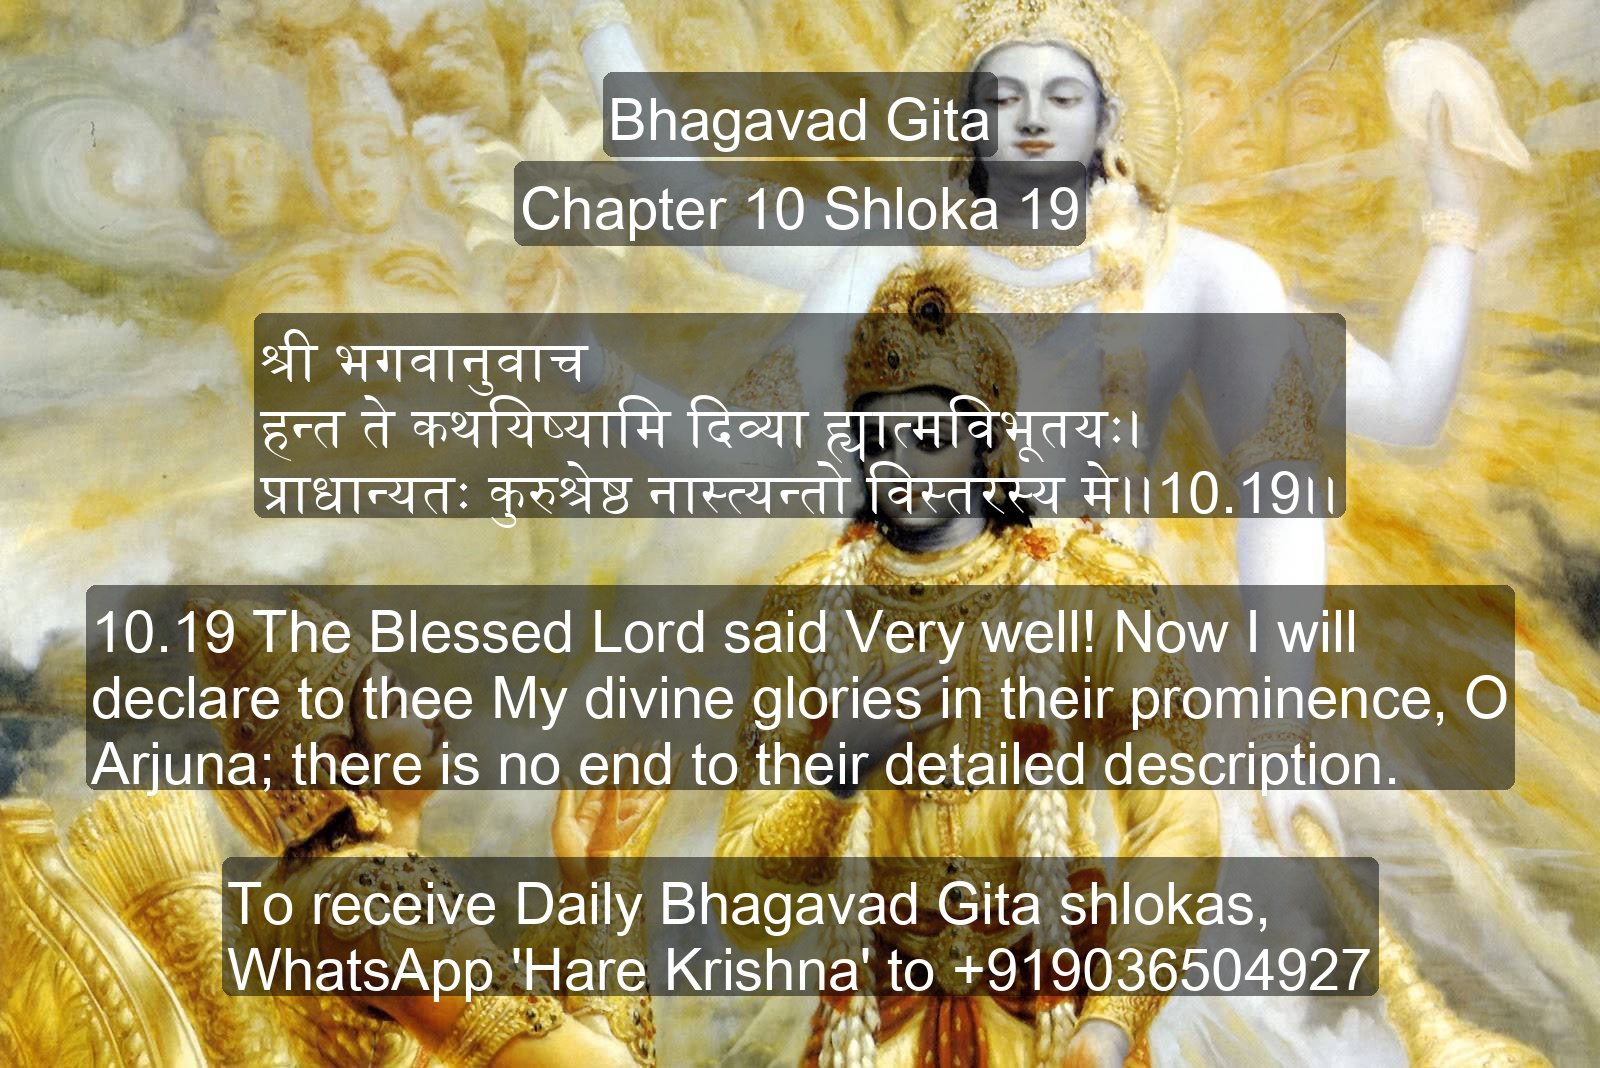 Bhagavad Gita
Chapter 10 Shloka 19
श्री भगवानुवाच
हन्त ते कथयिष्यामि दिव्या ह्यात्मविभूतयः।
प्राधान्यतः कुरुश्रेष्ठ नास्त्यन्तो विस्तरस्य मे।।10.19।।
10.19 The Blessed Lord said Very well! Now I will
declare to thee My divine glories in their prominence, O
Arjuna; there is no end to their detailed description.
To receive Daily Bhagavad Gita shlokas,
WhatsApp 'Hare Krishna' to +919036504927